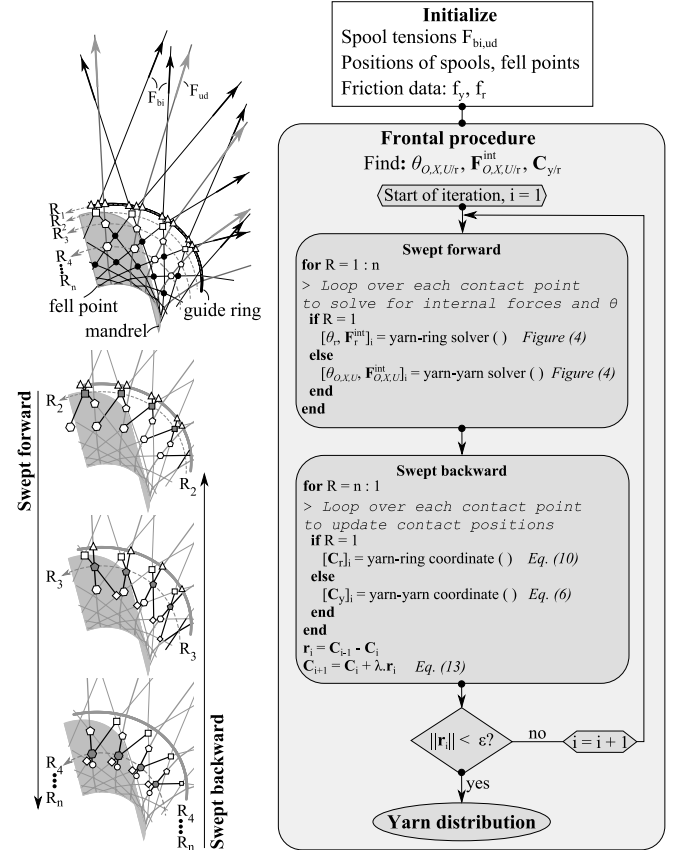 F_bi
F_ud
R_1
R_2
R_3
R_4
R_n
fell point
mandrel
guide ring
Swept forward
R_2
R_2
R_3
R_3
R_4
R_n
R_4
R_n
Swept backward
Initialize
Spool tensions F_bi,ud
Positions of spools, fell points
Friction data: f_y, f_r
Frontal procedure
Find: θ_O,X,U/r, F^int_O,X,U/r, C_y/r
Start of iteration, i = 1
Swept forward
for R = 1 : n
> Loop over each contact point
to solve for internal forces and θ
if R = 1
[θ_r, F_r^int]_i = yarn-ring solver ( ) Figure (4)
else
[θ_O,X,U, F^int_O,X,U]_i = yarn-yarn solver ( ) Figure (4)
end
end
Swept backward
for R = n : 1
> Loop over each contact point
to update contact positions
if R = 1
[C_r]_i = yarn-ring coordinate ( ) Eq. (10)
else
[C_y]_i = yarn-yarn coordinate ( ) Eq. (6)
end
end
r_i = C_i-1 - C_i
C_i+1 = C_i + λ.r_i Eq. (13)
||r_i|| < ε?
no
i = i + 1
yes
Yarn distribution